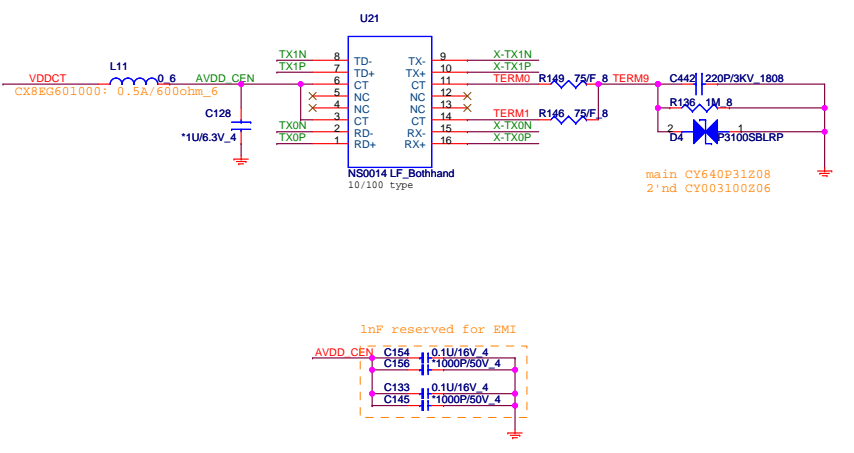 U21
TX1N 8 TD- TX- 9 X-TX1N
TX1P 7 TD+ TX+ 10 X-TX1P
L11
VDDCT 0_6 AVDD_CEN 6 CT CT 11 TERM0 R149 75/F_8 TERM9 C442 220P/3KV_1808
CX8EG601000: 0.5A/600ohm_6 5 NC NC 12
4 NC NC 13 R136 1M_8
C128 3 CT CT 14 TERM1 R146 75/F_8
TX0N 2 RD- RX- 15 X-TX0N 2 1
*1U/6.3V_4 TX0P 1 RD+ RX+ 16 X-TX0P D4 P3100SBLRP
NS0014 LF_Bothhand
10/100 type
main CY640P31Z08
2'nd CY003100Z06
1nF reserved for EMI
AVDD_CEN C154 0.1U/16V_4
C156 *1000P/50V_4
C133 0.1U/16V_4
C145 *1000P/50V_4